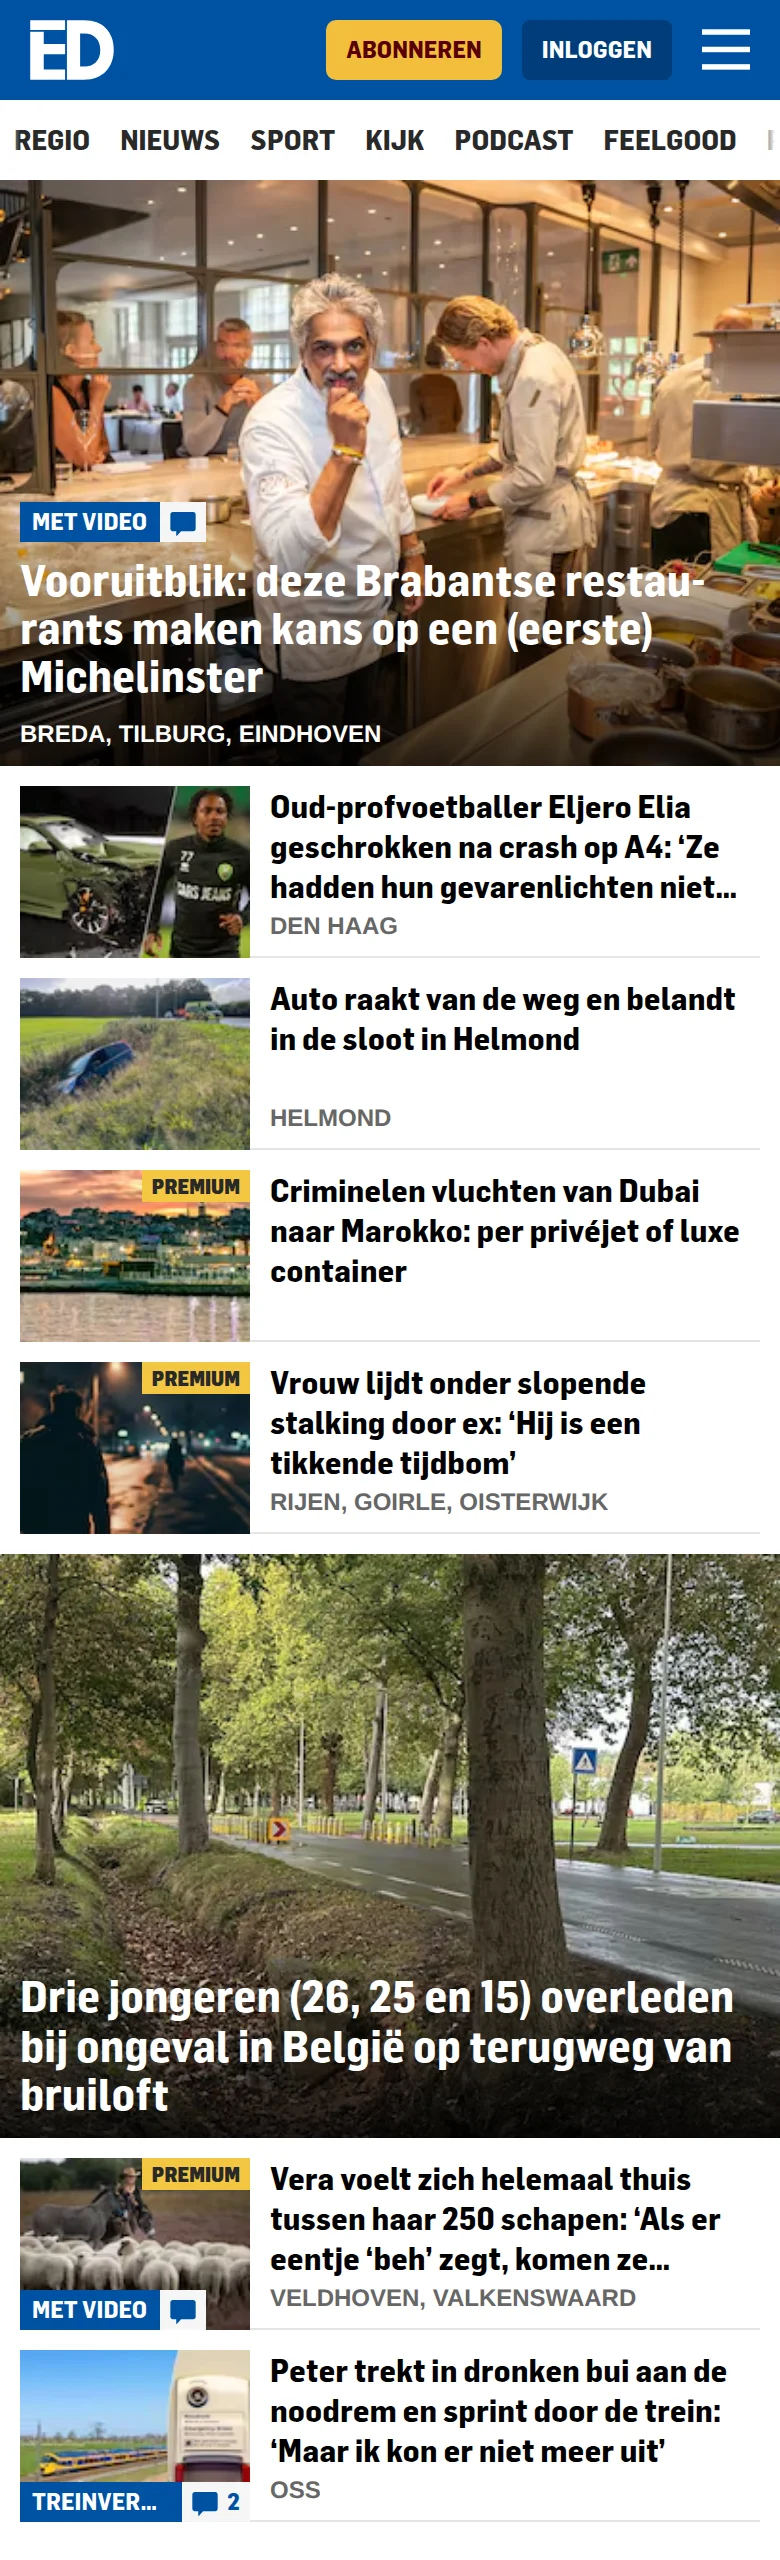 ED
ABONNEREN
INLOGGEN
REGIO NIEUWS SPORT KIJK PODCAST FEELGOOD
MET VIDEO
Vooruitblik: deze Brabantse restau-
rants maken kans op een (eerste)
Michelinster
BREDA, TILBURG, EINDHOVEN
77
CARS JEANS
Oud-profvoetballer Eljero Elia
geschrokken na crash op A4: ‘Ze
hadden hun gevarenlichten niet...
DEN HAAG
Auto raakt van de weg en belandt
in de sloot in Helmond
HELMOND
PREMIUM
Criminelen vluchten van Dubai
naar Marokko: per privéjet of luxe
container
PREMIUM
Vrouw lijdt onder slopende
stalking door ex: ‘Hij is een
tikkende tijdbom’
RIJEN, GOIRLE, OISTERWIJK
Drie jongeren (26, 25 en 15) overleden
bij ongeval in België op terugweg van
bruiloft
PREMIUM
MET VIDEO
Vera voelt zich helemaal thuis
tussen haar 250 schapen: ‘Als er
eentje ‘beh’ zegt, komen ze...
VELDHOVEN, VALKENSWAARD
TREINVER...
2
Peter trekt in dronken bui aan de
noodrem en sprint door de trein:
‘Maar ik kon er niet meer uit’
OSS